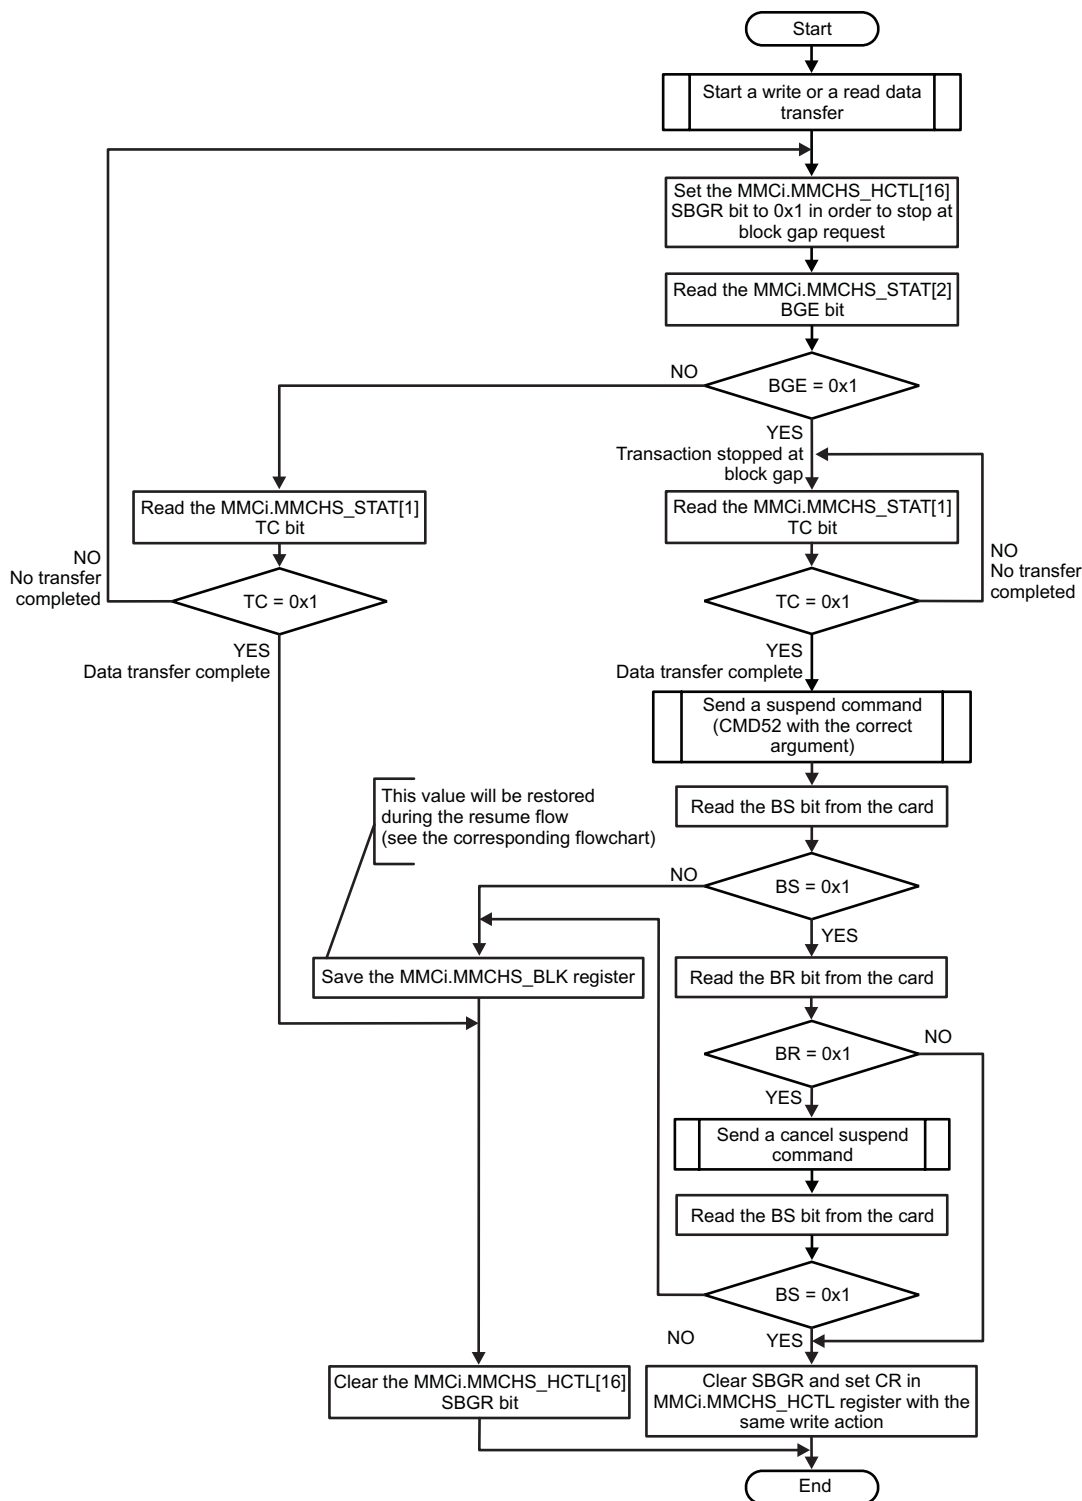 Start
Start a write or a read data
transfer
Set the MMCi.MMCHS_HCTL[16]
SBGR bit to 0x1 in order to stop at
block gap request
Read the MMCi.MMCHS_STAT[2]
BGE bit
NO
BGE = 0x1
YES
Transaction stopped at
block gap
Read the MMCi.MMCHS_STAT[1]
TC bit
Read the MMCi.MMCHS_STAT[1]
TC bit
NO
No transfer
completed
TC = 0x1
TC = 0x1
NO
No transfer
completed
YES
Data transfer complete
YES
Data transfer complete
Send a suspend command
(CMD52 with the correct
argument)
This value will be restored
during the resume flow
(see the corresponding flowchart)
Read the BS bit from the card
NO
BS = 0x1
YES
Save the MMCi.MMCHS_BLK register
Read the BR bit from the card
BR = 0x1
NO
YES
Send a cancel suspend
command
Read the BS bit from the card
BS = 0x1
NO
YES
Clear the MMCi.MMCHS_HCTL[16]
SBGR bit
Clear SBGR and set CR in
MMCi.MMCHS_HCTL register with the
same write action
End